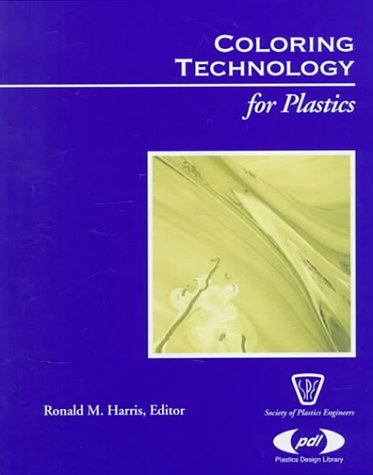 COLORING
TECHNOLOGY
for Plastics
Ronald M. Harris, Editor
SPE
Society of Plastics Engineers
pdl
Plastics Design Library